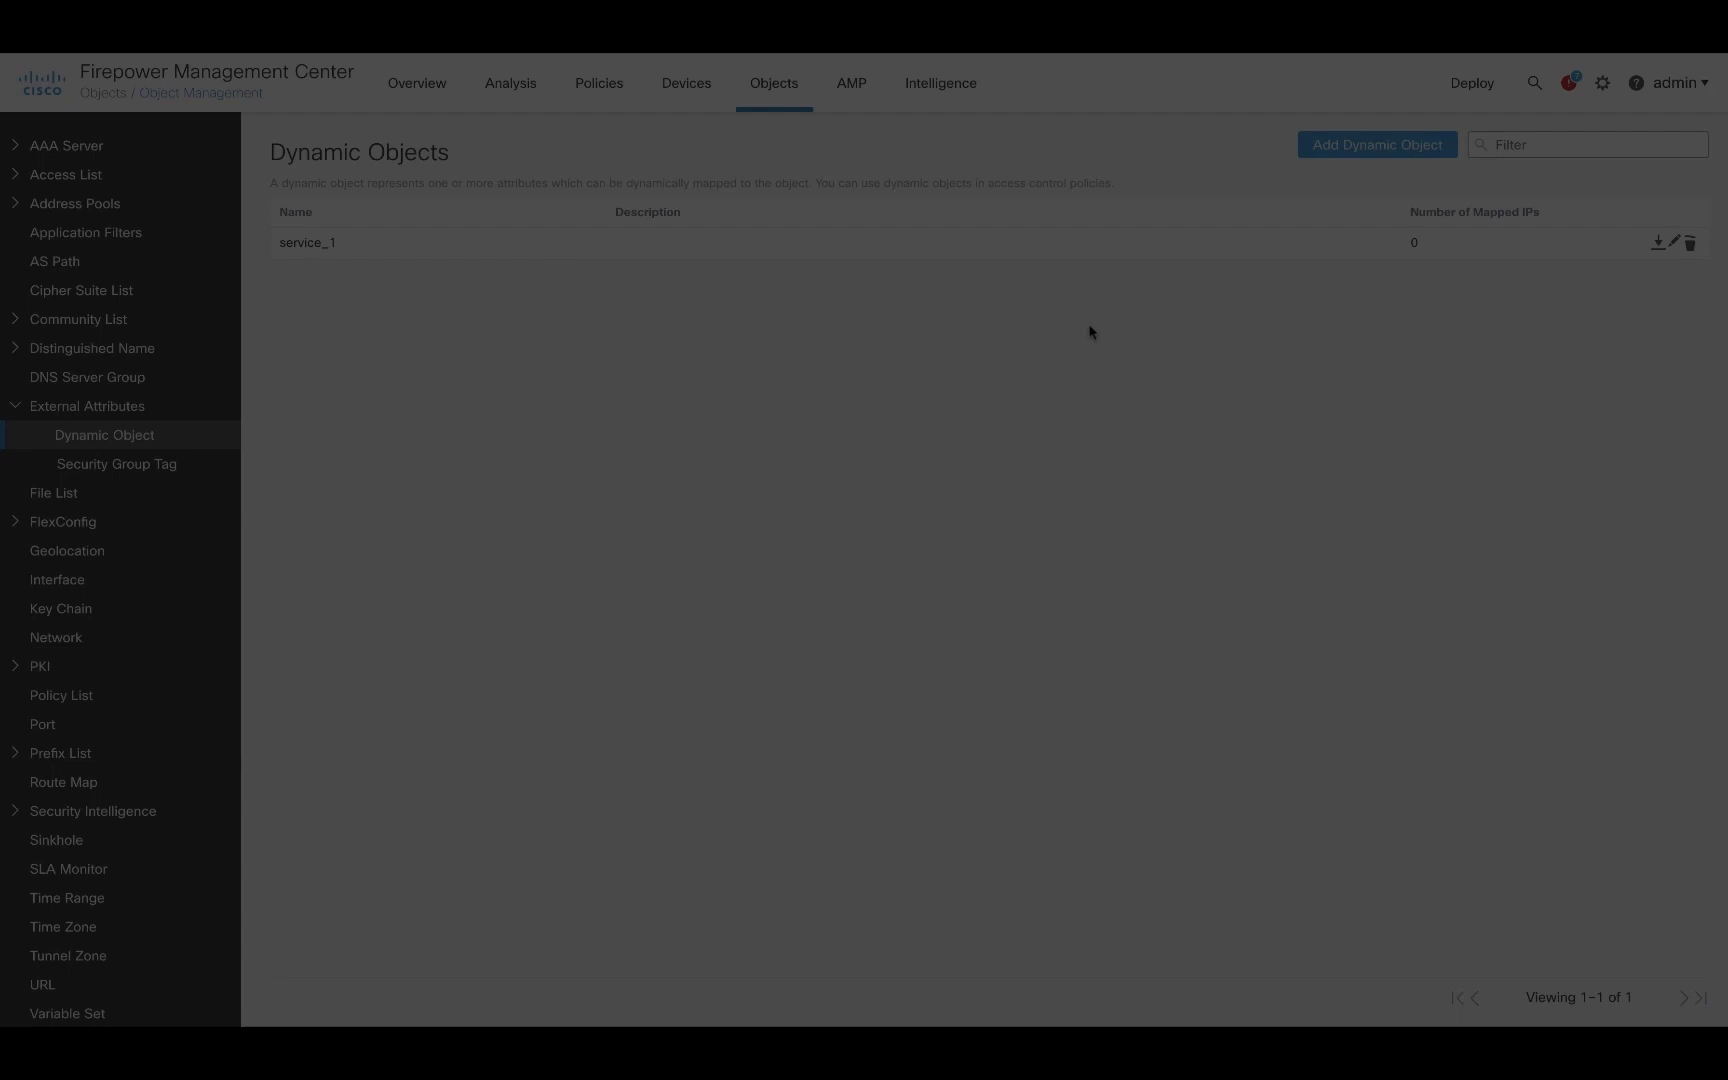 Firepower Management Center
CISCO
Objects / Object Management
Overview
Analysis
Policies
Devices
Objects
AMP
Intelligence
Deploy
?
admin
AAA Server
Access List
Address Pools
Application Filters
AS Path
Cipher Suite List
Community List
Distinguished Name
DNS Server Group
External Attributes
Dynamic Object
Security Group Tag
File List
FlexConfig
Geolocation
Interface
Key Chain
Network
PKI
Policy List
Port
Prefix List
Route Map
Security Intelligence
Sinkhole
SLA Monitor
Time Range
Time Zone
Tunnel Zone
URL
Variable Set
Dynamic Objects
Add Dynamic Object
Filter
A dynamic object represents one or more attributes which can be dynamically mapped to the object. You can use dynamic objects in access control policies.
Name Description Number of Mapped IPs
service_1 0
Viewing 1-1 of 1